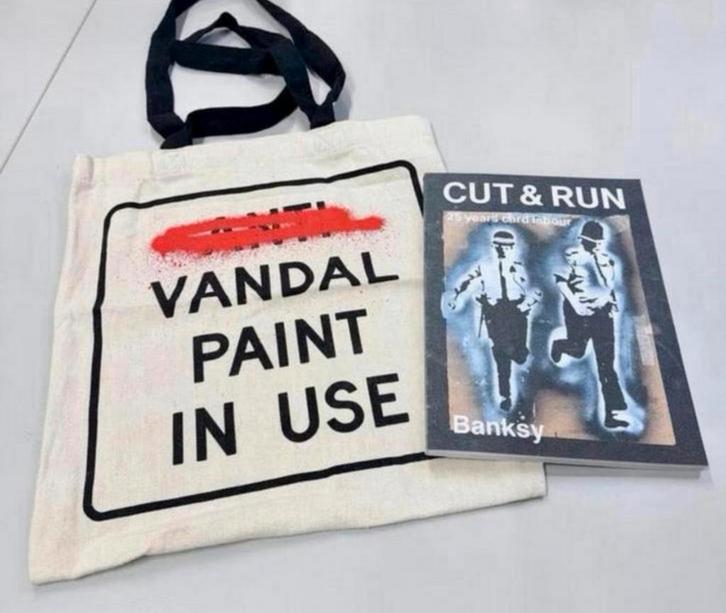 ANTI
VANDAL
PAINT
IN USE
CUT & RUN
25 years card labour
Banksy